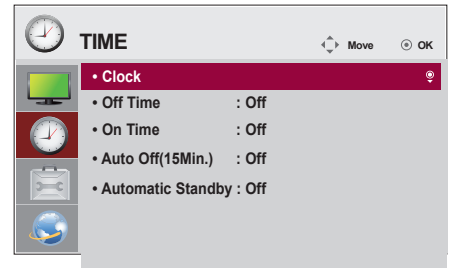 TIME Move OK
• Clock
• Off Time : Off
• On Time : Off
• Auto Off(15Min.) : Off
• Automatic Standby : Off